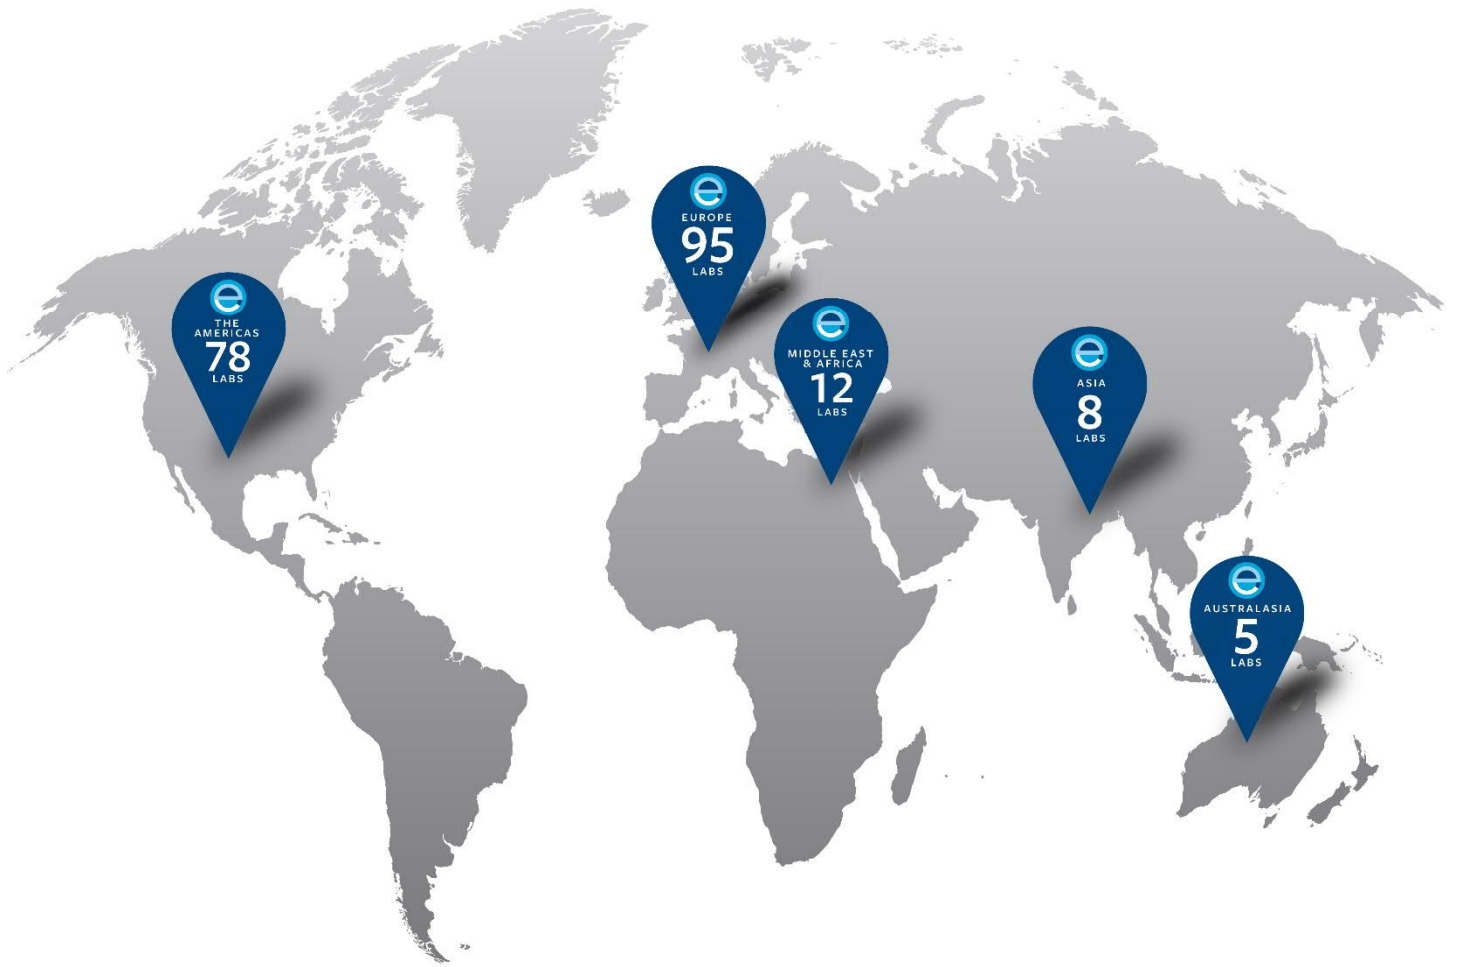 EUROPE
95
LABS
THE
AMERICAS
78
LABS
MIDDLE EAST
& AFRICA
12
LABS
ASIA
8
LABS
AUSTRALASIA
5
LABS